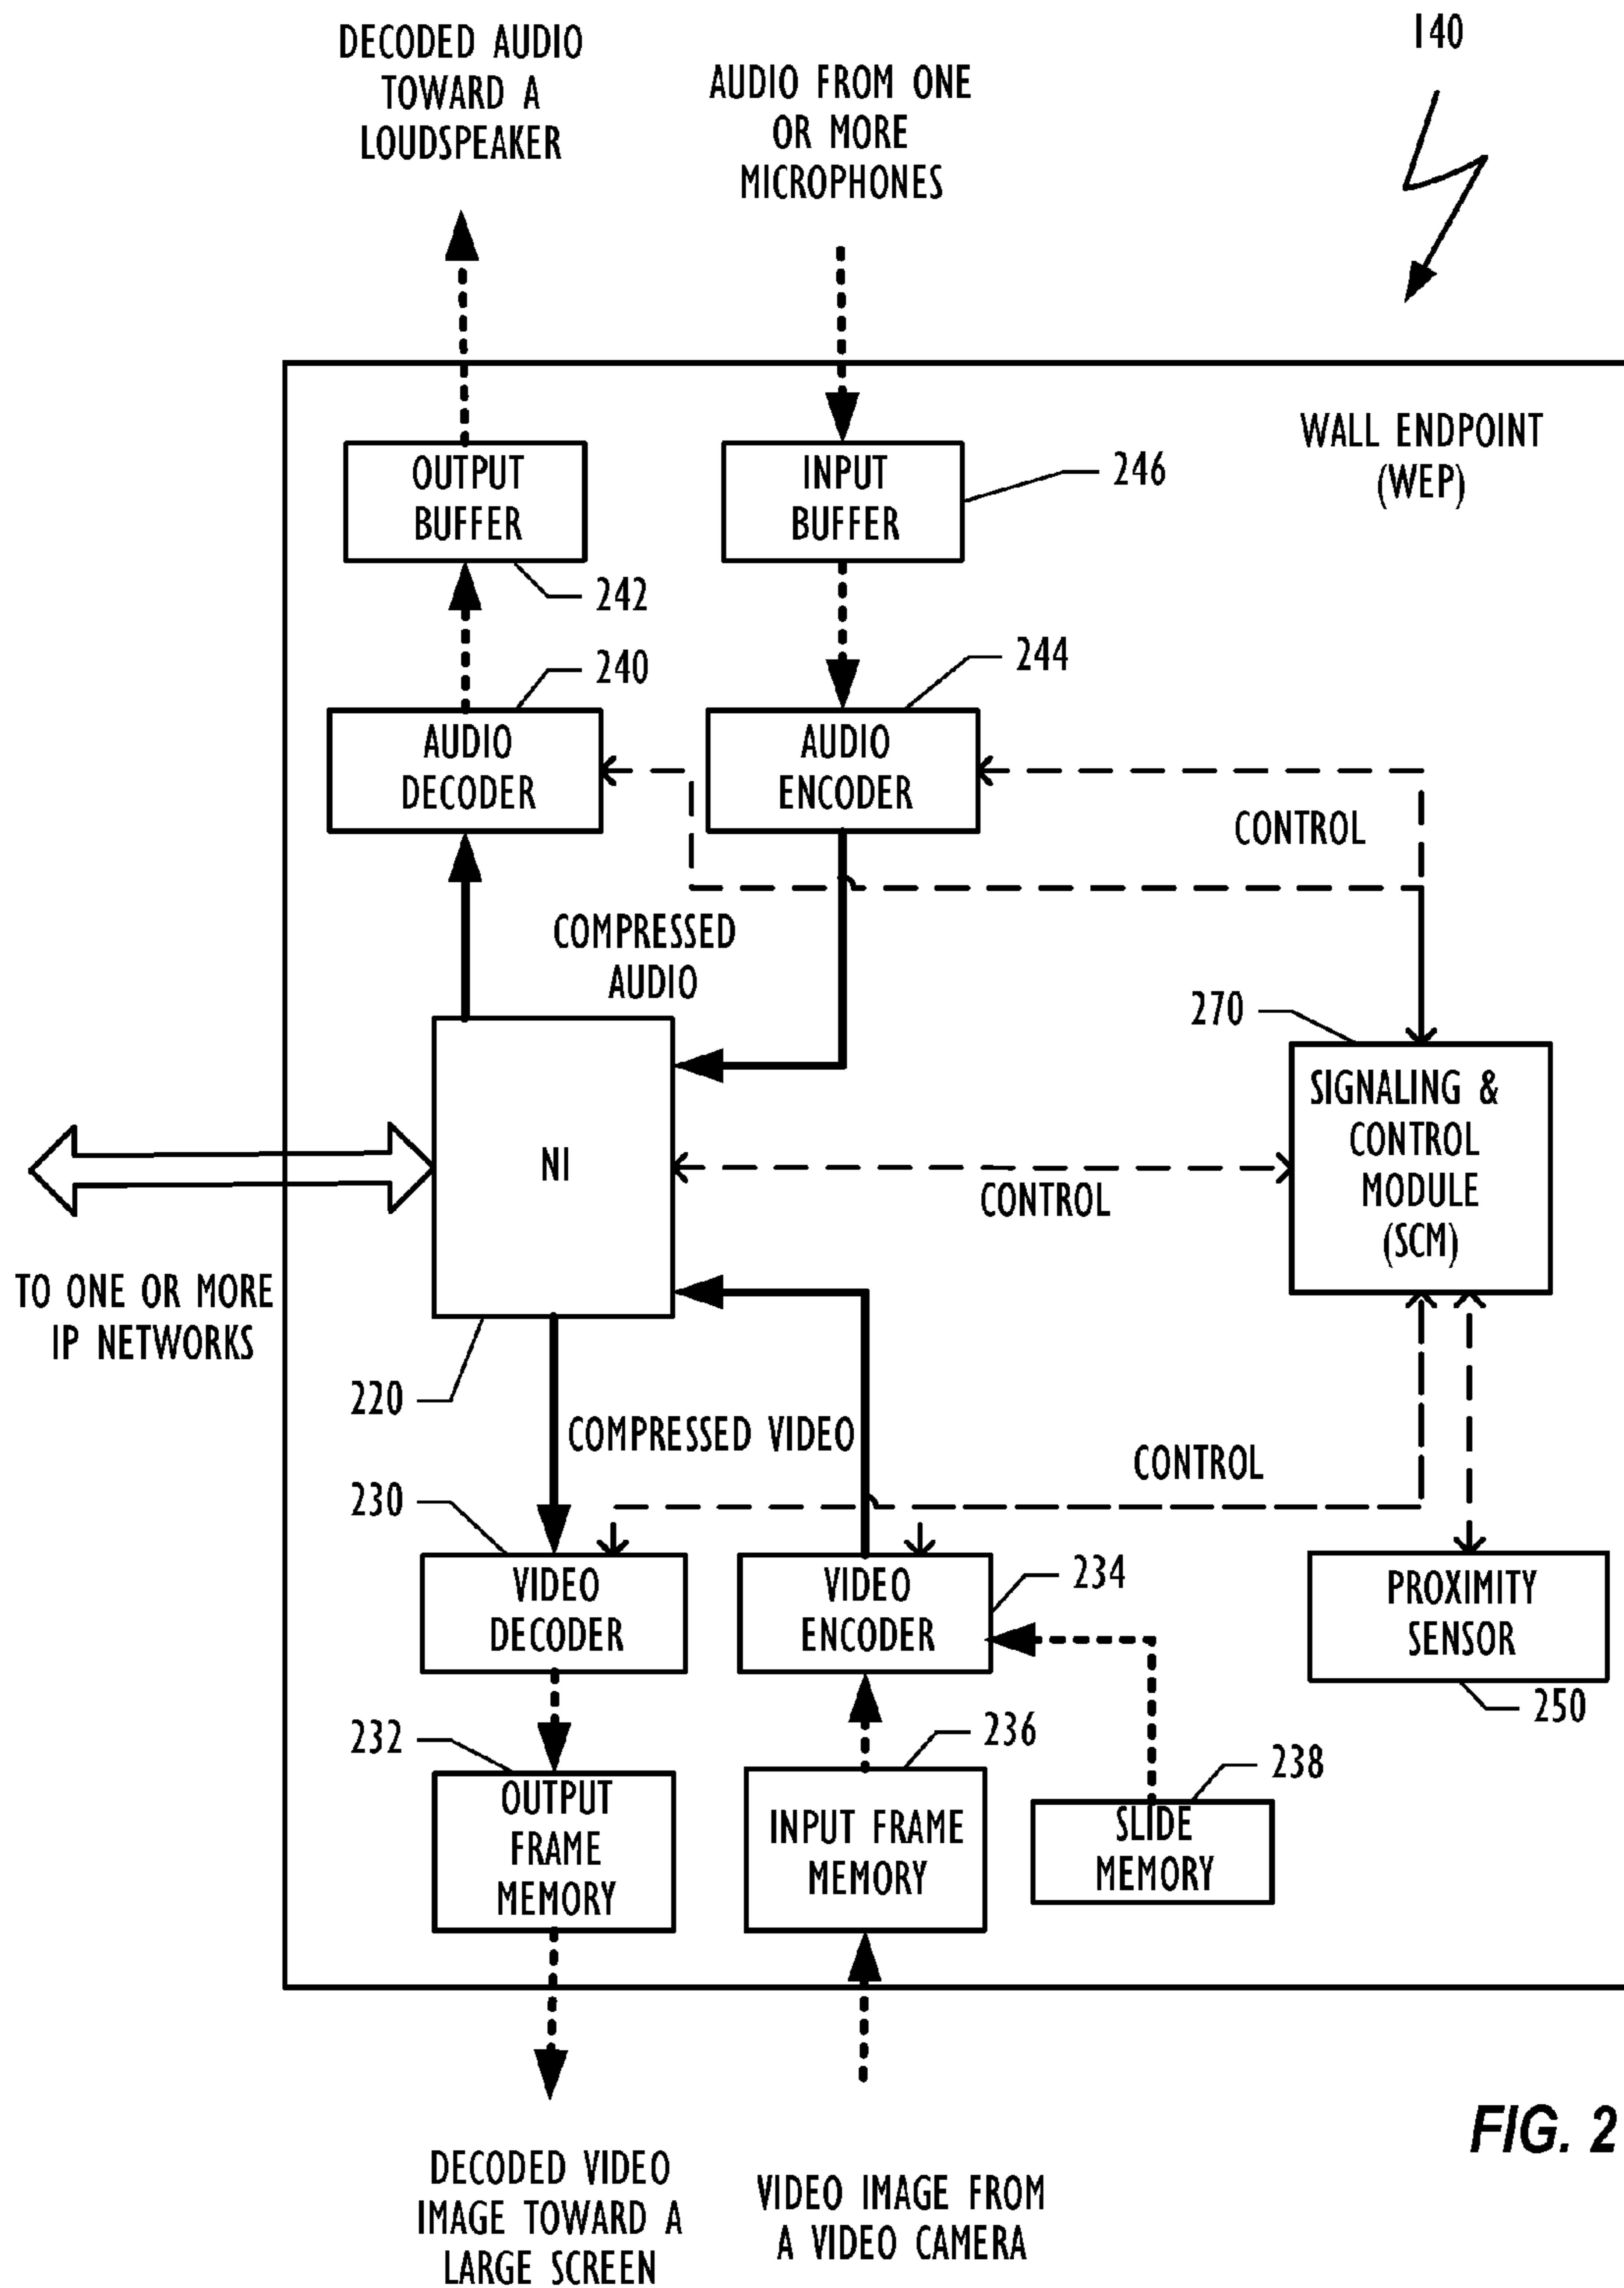 140
DECODED AUDIO
TOWARD A
LOUDSPEAKER
AUDIO FROM ONE
OR MORE
MICROPHONES
WALL ENDPOINT
(WEP)
OUTPUT
BUFFER
242
INPUT
BUFFER
246
240
244
AUDIO
DECODER
AUDIO
ENCODER
CONTROL
COMPRESSED
AUDIO
270
NI
SIGNALING &
CONTROL
MODULE
(SCM)
CONTROL
TO ONE OR MORE
IP NETWORKS
220
COMPRESSED VIDEO
CONTROL
230
VIDEO
DECODER
VIDEO
ENCODER
234
PROXIMITY
SENSOR
250
232
236
238
OUTPUT
FRAME
MEMORY
INPUT FRAME
MEMORY
SLIDE
MEMORY
FIG. 2
DECODED VIDEO
IMAGE TOWARD A
LARGE SCREEN
VIDEO IMAGE FROM
A VIDEO CAMERA